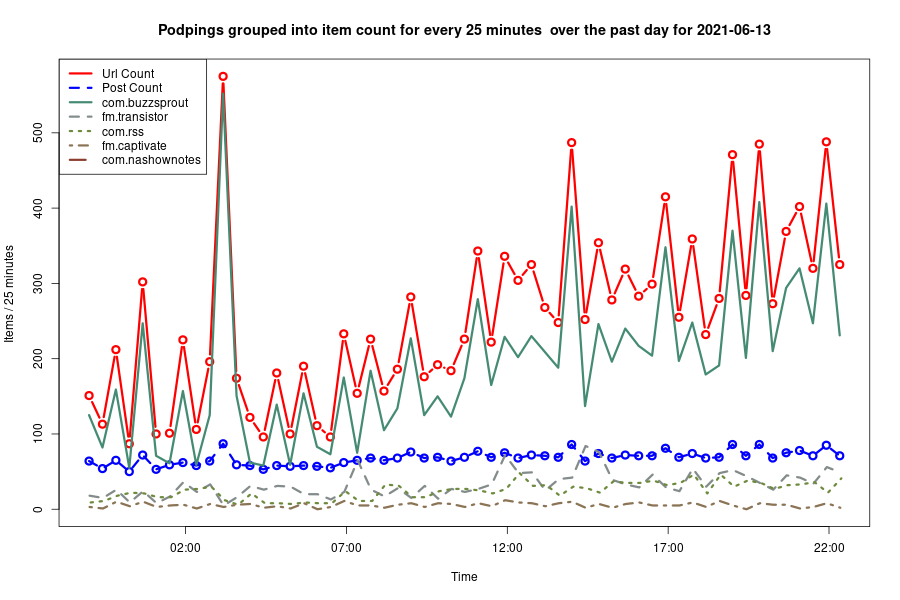 Podpings grouped into item count for every 25 minutes  over the past day for 2021-06-13
Url Count
Post Count
com.buzzsprout
fm.transistor
com.rss
fm.captivate
com.nashownotes
Items / 25 minutes
500
400
300
200
100
0
02:00 07:00 12:00 17:00 22:00
Time